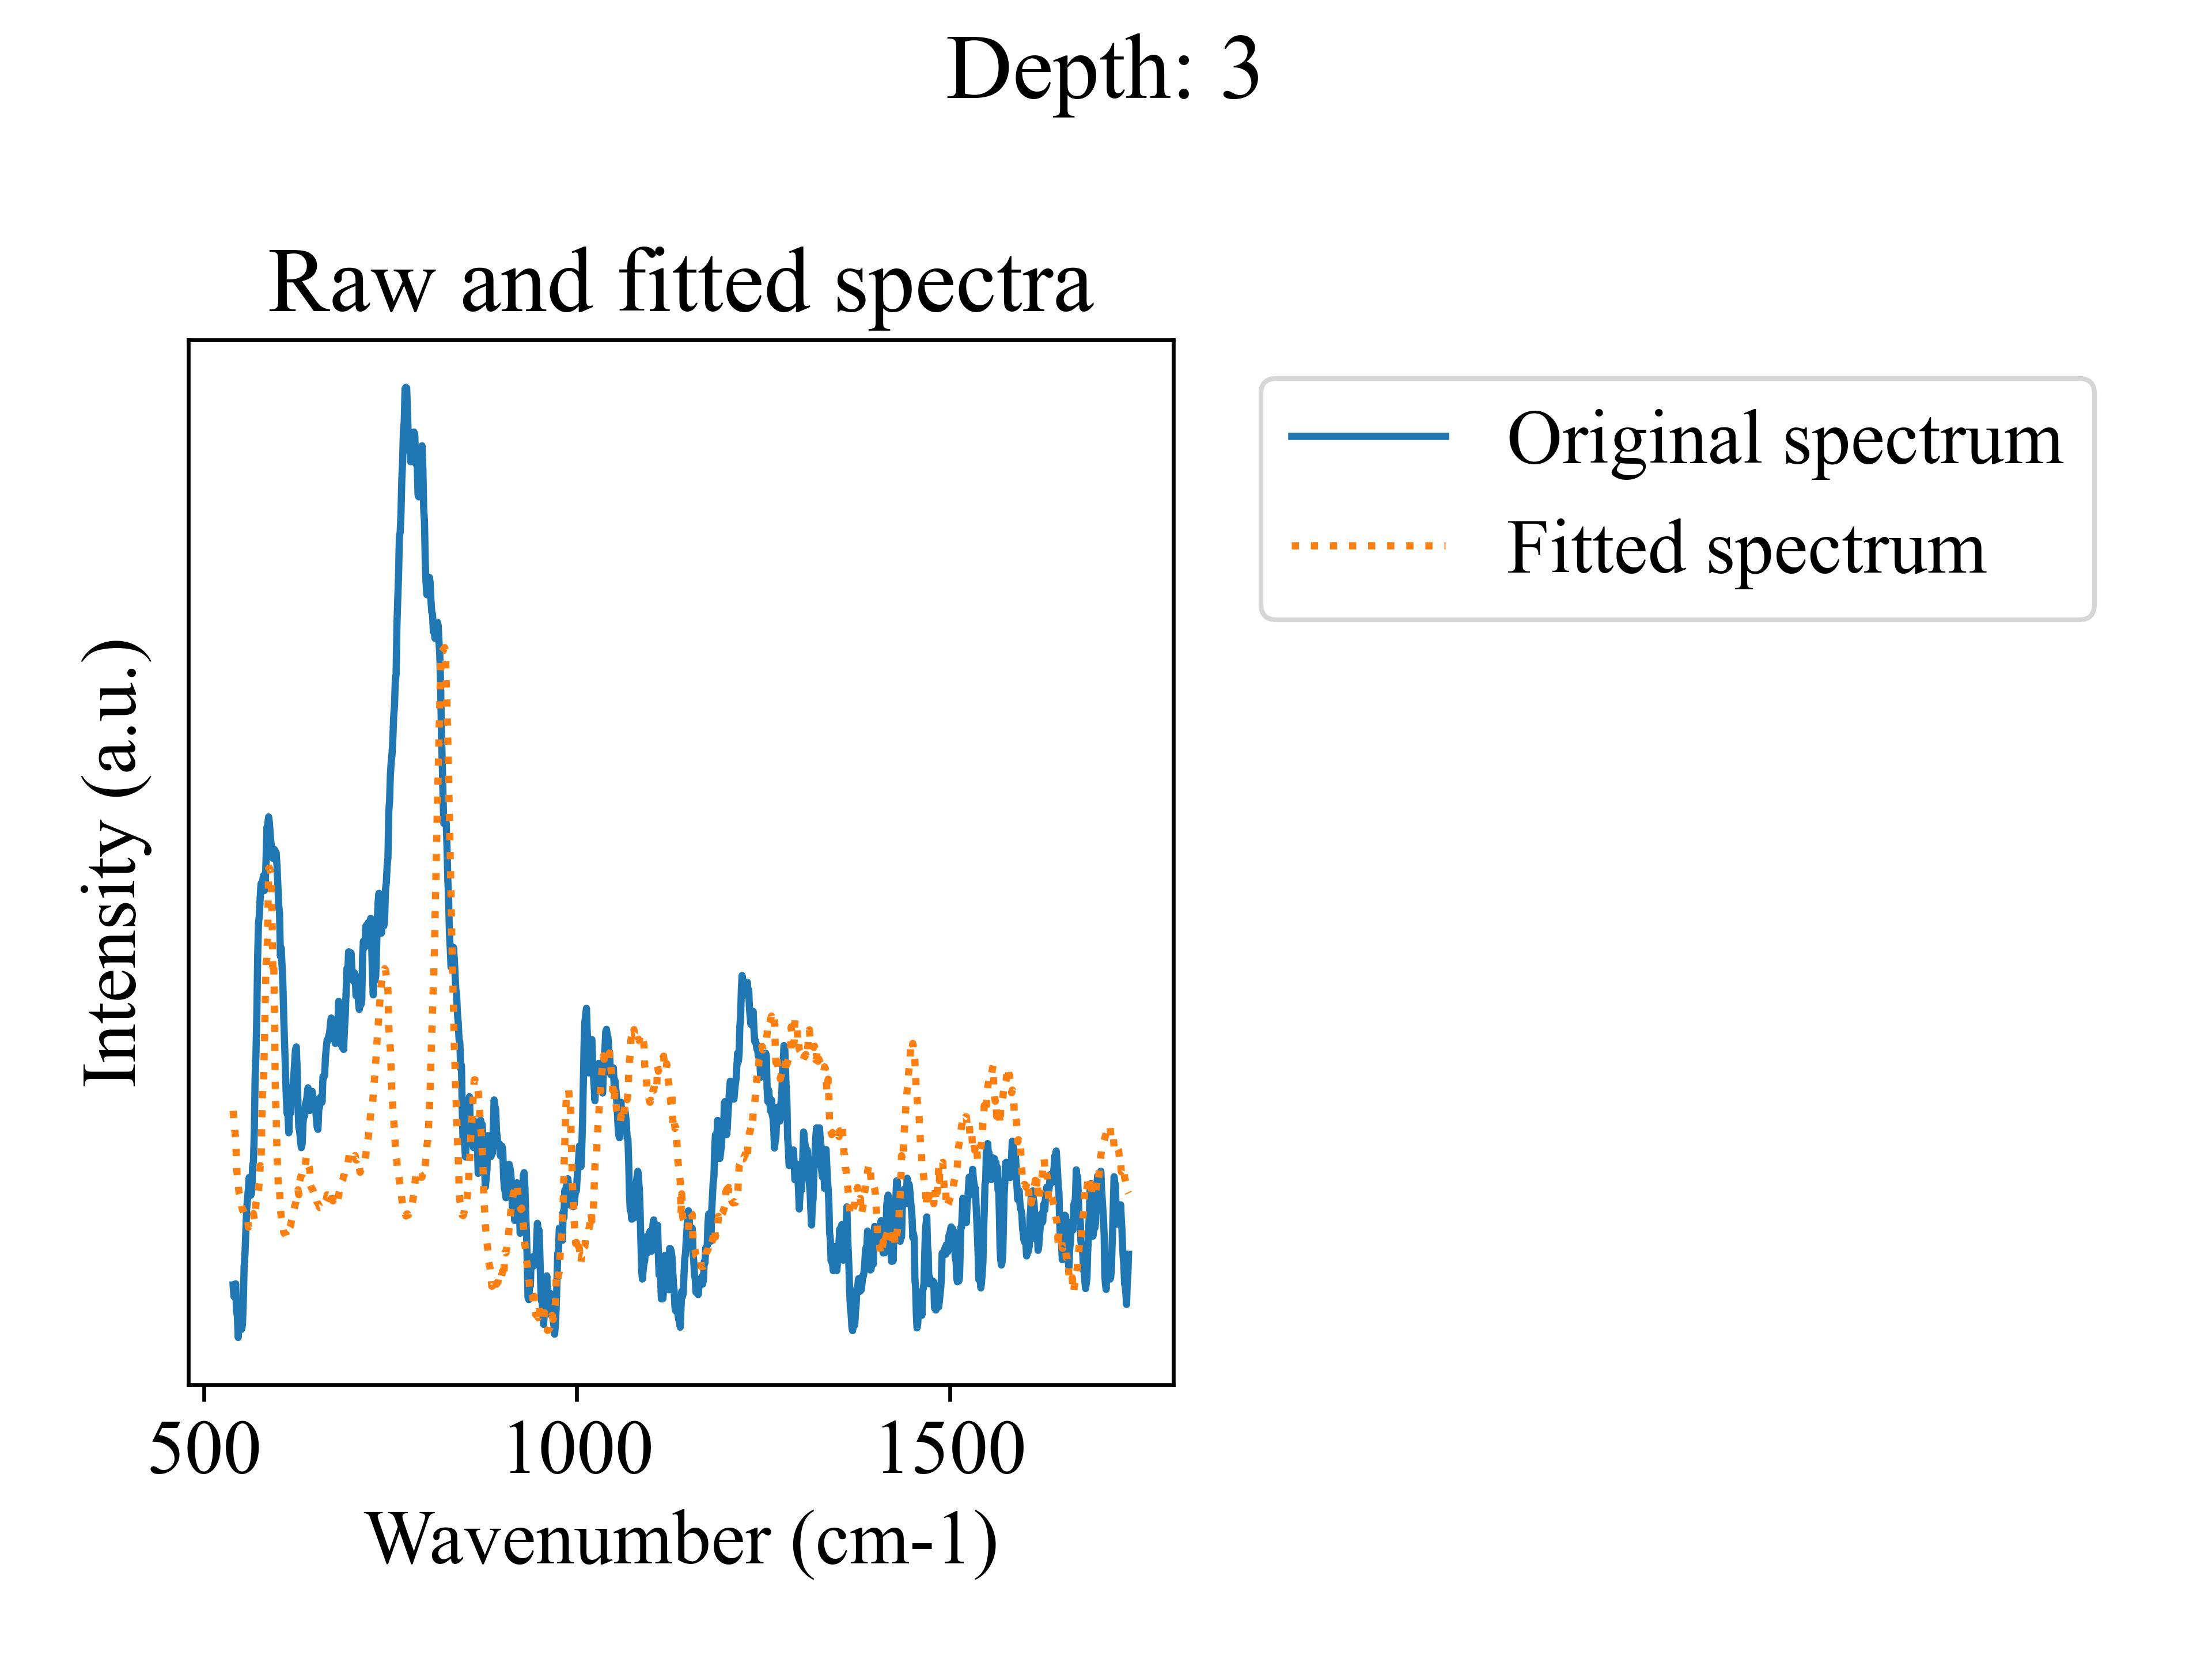 Depth: 3
Raw and fitted spectra
Original spectrum
Fitted spectrum
Intensity (a.u.)
500 1000 1500
Wavenumber (cm-1)